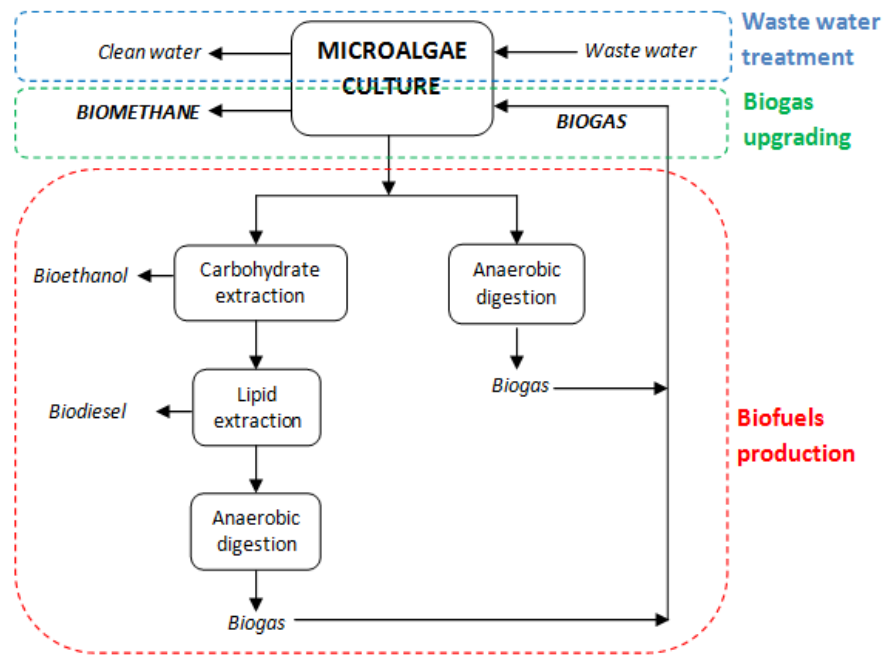 Waste water
treatment
Clean water
MICROALGAE
CULTURE
Waste water
BIOMETHANE
BIOGAS
Biogas
upgrading
Bioethanol
Carbohydrate
extraction
Anaerobic
digestion
Biogas
Biodiesel
Lipid
extraction
Biofuels
production
Anaerobic
digestion
Biogas